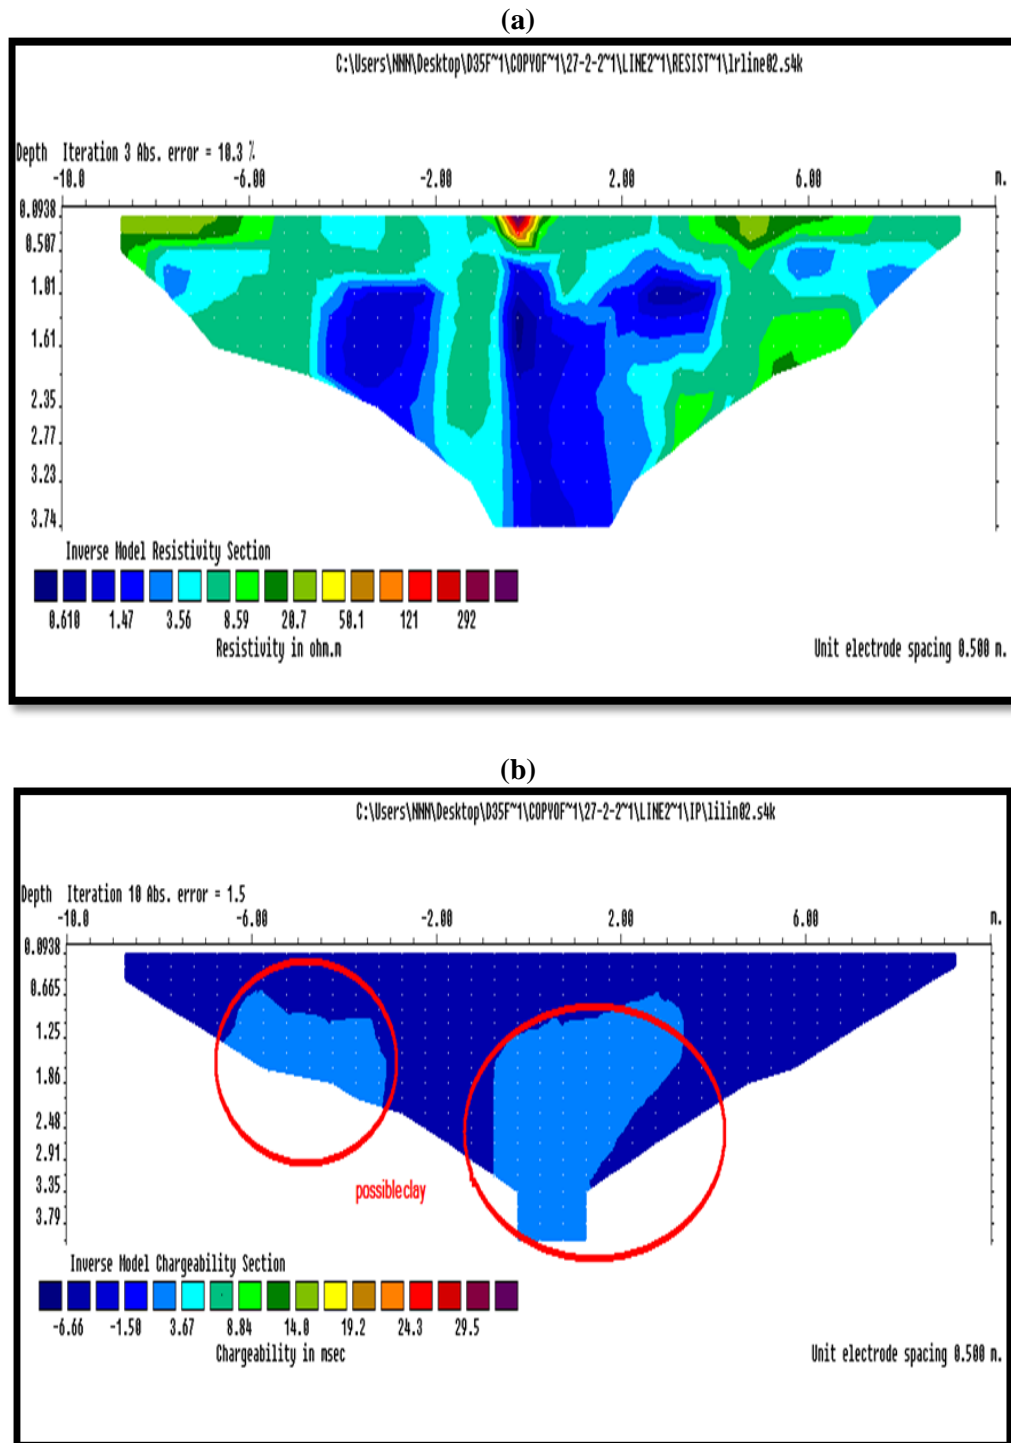 (a)
C:\Users\NNN\Desktop\D35F~1\COPYOF~1\27-2-2~1\LINE2~1\RESIST~1\lrline02.s4k
Depth Iteration 3 Abs. error = 10.3 %
-10.0 -6.00 -2.00 2.00 6.00 m.
0.0938
0.507
1.01
1.61
2.35
2.77
3.23
3.74
Inverse Model Resistivity Section
0.610 1.47 3.56 8.59 20.7 50.1 121 292
Resistivity in ohm.m
Unit electrode spacing 0.500 m.
(b)
C:\Users\NNN\Desktop\D35F~1\COPYOF~1\27-2-2~1\LINE2~1\IP\lilin02.s4k
Depth Iteration 10 Abs. error = 1.5
-10.0 -6.00 -2.00 2.00 6.00 m.
0.0938
0.665
1.25
1.86
2.48
2.91
3.35
3.79
possible clay
Inverse Model Chargeability Section
-6.66 -1.50 3.67 8.84 14.0 19.2 24.3 29.5
Chargeability in msec
Unit electrode spacing 0.500 m.